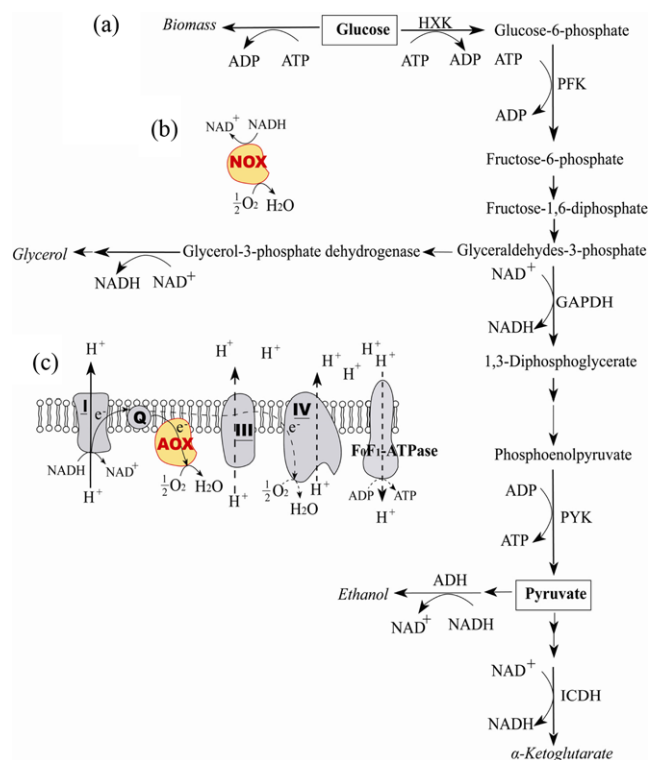 (a)
Biomass
Glucose
HXK
Glucose-6-phosphate
ADP ATP
ATP ADP
ATP
PFK
ADP
(b)
NAD+ NADH
NOX
½O2 H2O
Fructose-6-phosphate
Fructose-1,6-diphosphate
Glycerol
Glycerol-3-phosphate dehydrogenase
Glyceraldehydes-3-phosphate
NADH NAD+
NAD+
GAPDH
NADH
(c)
H+ H+ H+ H+ H+ H+
1,3-Diphosphoglycerate
I e- Q e- AOX III IV e- F0F1-ATPase
NADH NAD+
½O2 H2O
½O2 H2O
ADP ATP
H+ H+ H+ H+
Phosphoenolpyruvate
ADP
PYK
ATP
Ethanol
ADH
Pyruvate
NAD+ NADH
NAD+
ICDH
NADH
α-Ketoglutarate